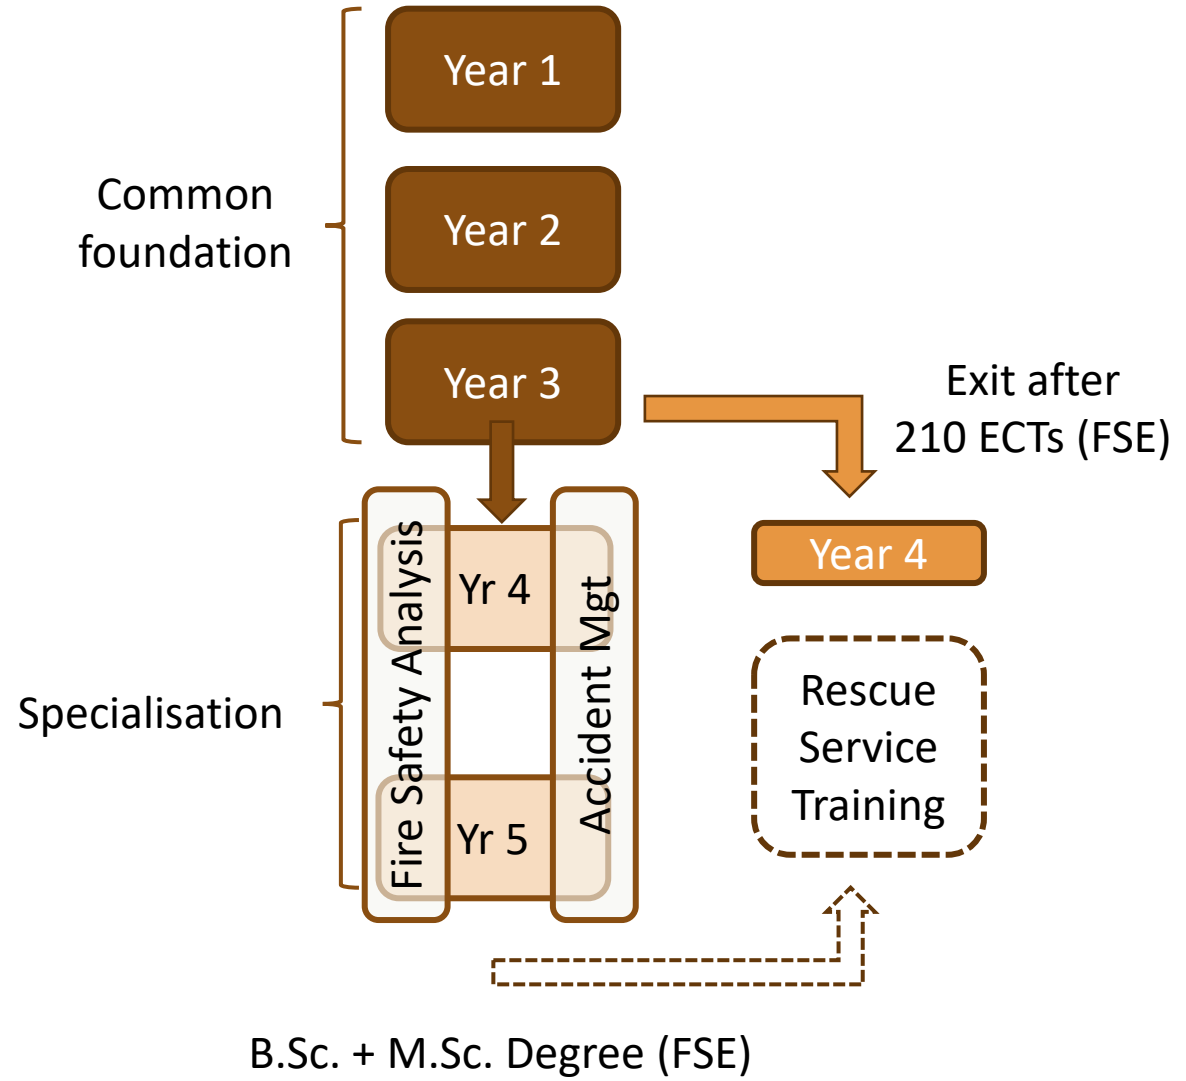 Year 1
Common
foundation
Year 2
Year 3
Exit after
210 ECTs (FSE)
Year 4
Fire Safety Analysis
Yr 4
Accident Mgt
Specialisation
Yr 5
Rescue
Service
Training
B.Sc. + M.Sc. Degree (FSE)